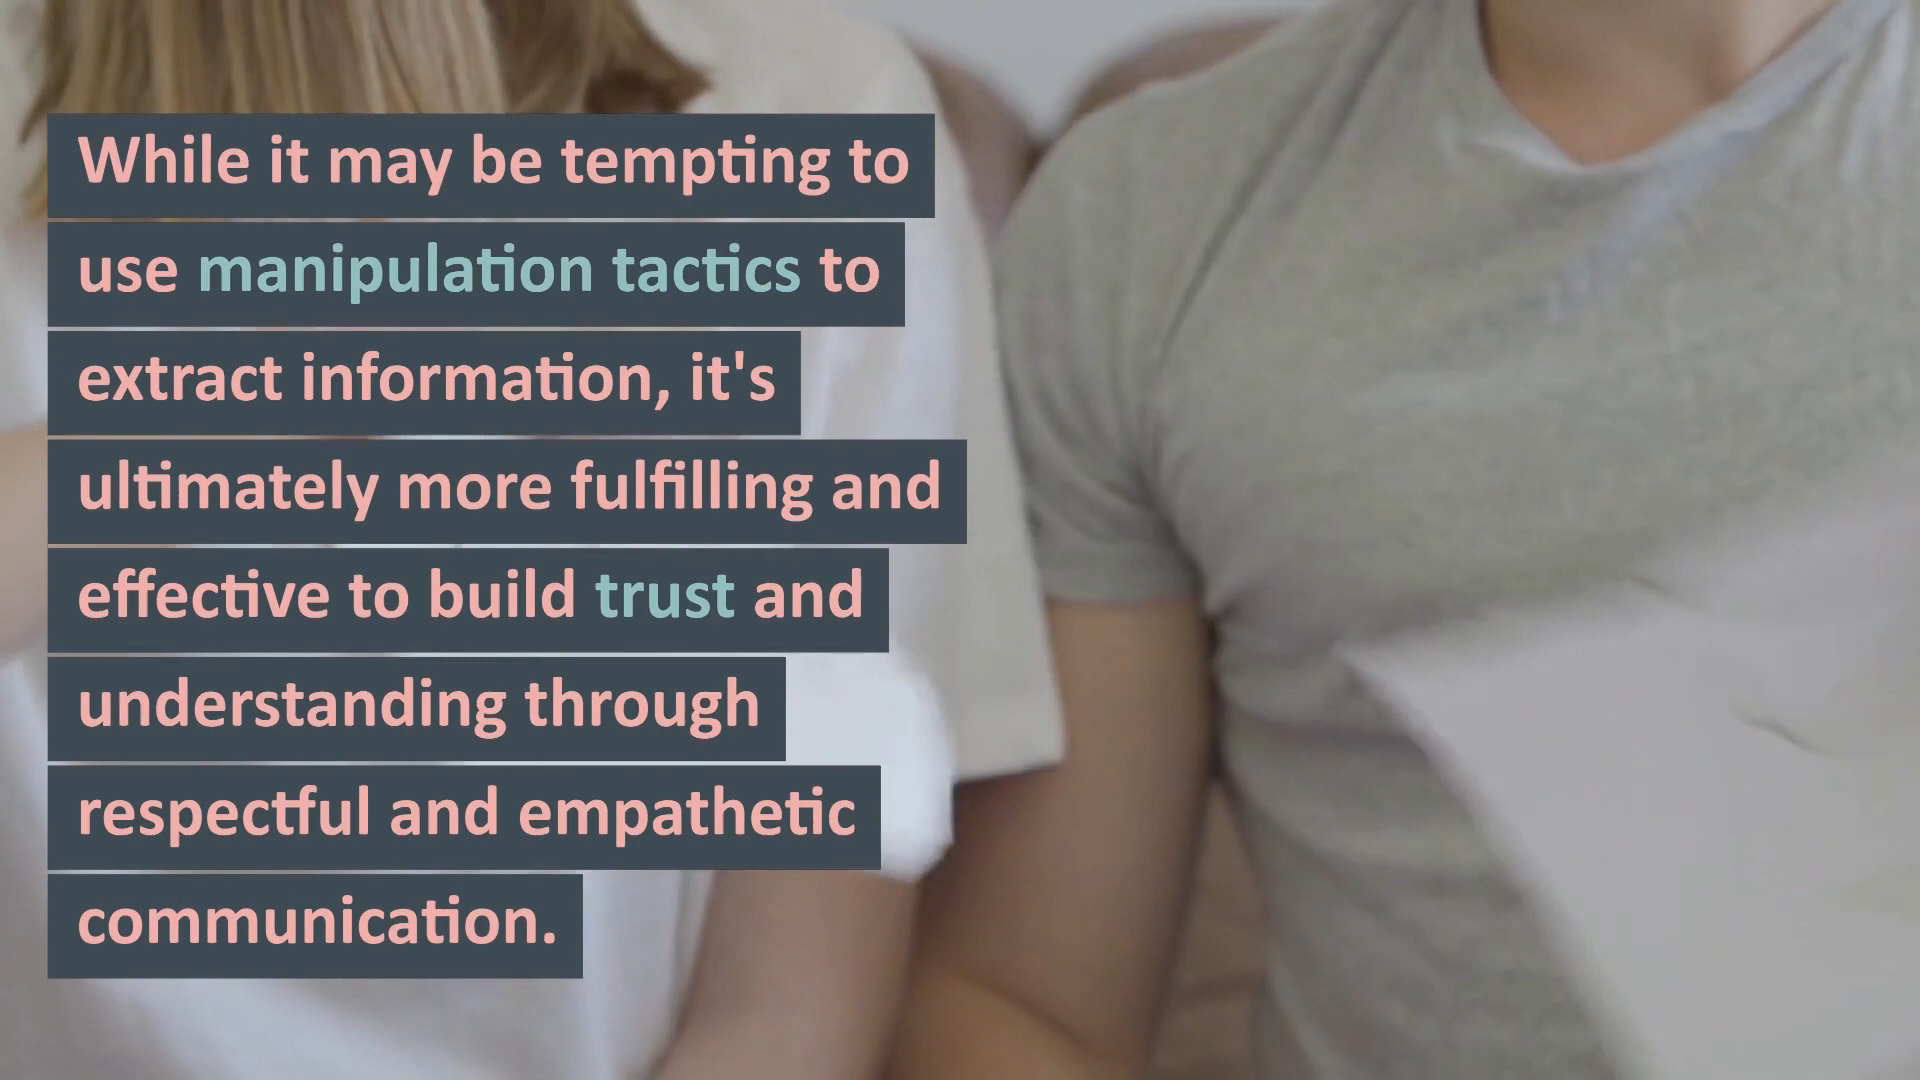 While it may be tempting to
use manipulation tactics to
extract information, it's
ultimately more fulfilling and
effective to build trust and
understanding through
respectful and empathetic
communication.